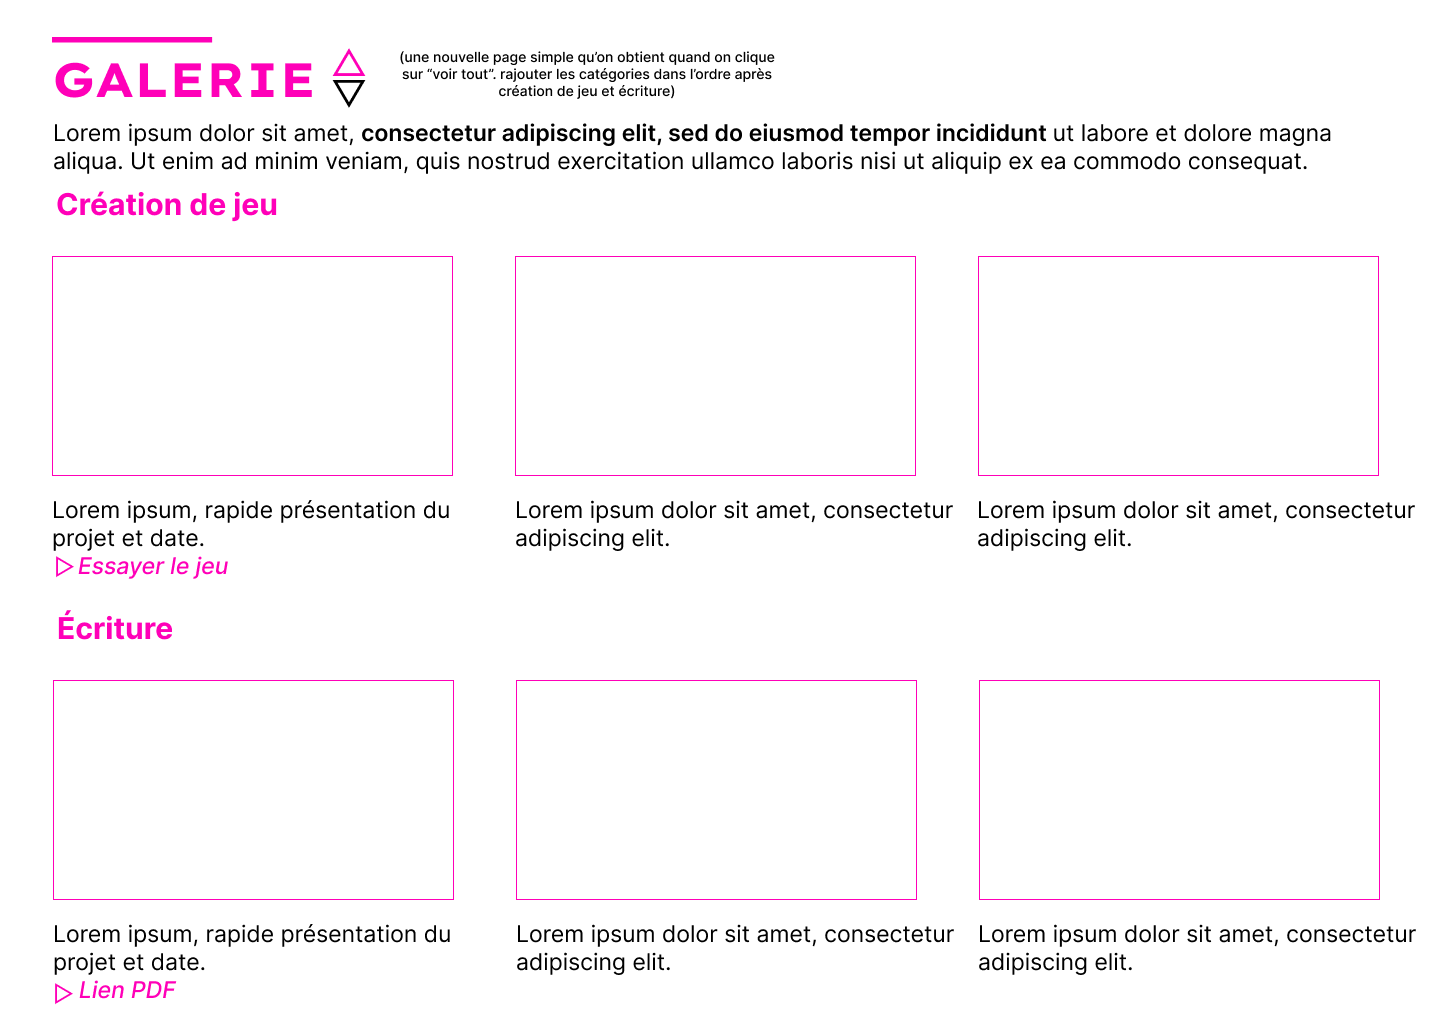 GALERIE
(une nouvelle page simple qu’on obtient quand on clique
sur “voir tout”. rajouter les catégories dans l’ordre après
création de jeu et écriture)
Lorem ipsum dolor sit amet, consectetur adipiscing elit, sed do eiusmod tempor incididunt ut labore et dolore magna
aliqua. Ut enim ad minim veniam, quis nostrud exercitation ullamco laboris nisi ut aliquip ex ea commodo consequat.
Création de jeu
Lorem ipsum, rapide présentation du
projet et date.
Essayer le jeu
Lorem ipsum dolor sit amet, consectetur
adipiscing elit.
Lorem ipsum dolor sit amet, consectetur
adipiscing elit.
Écriture
Lorem ipsum, rapide présentation du
projet et date.
Lien PDF
Lorem ipsum dolor sit amet, consectetur
adipiscing elit.
Lorem ipsum dolor sit amet, consectetur
adipiscing elit.